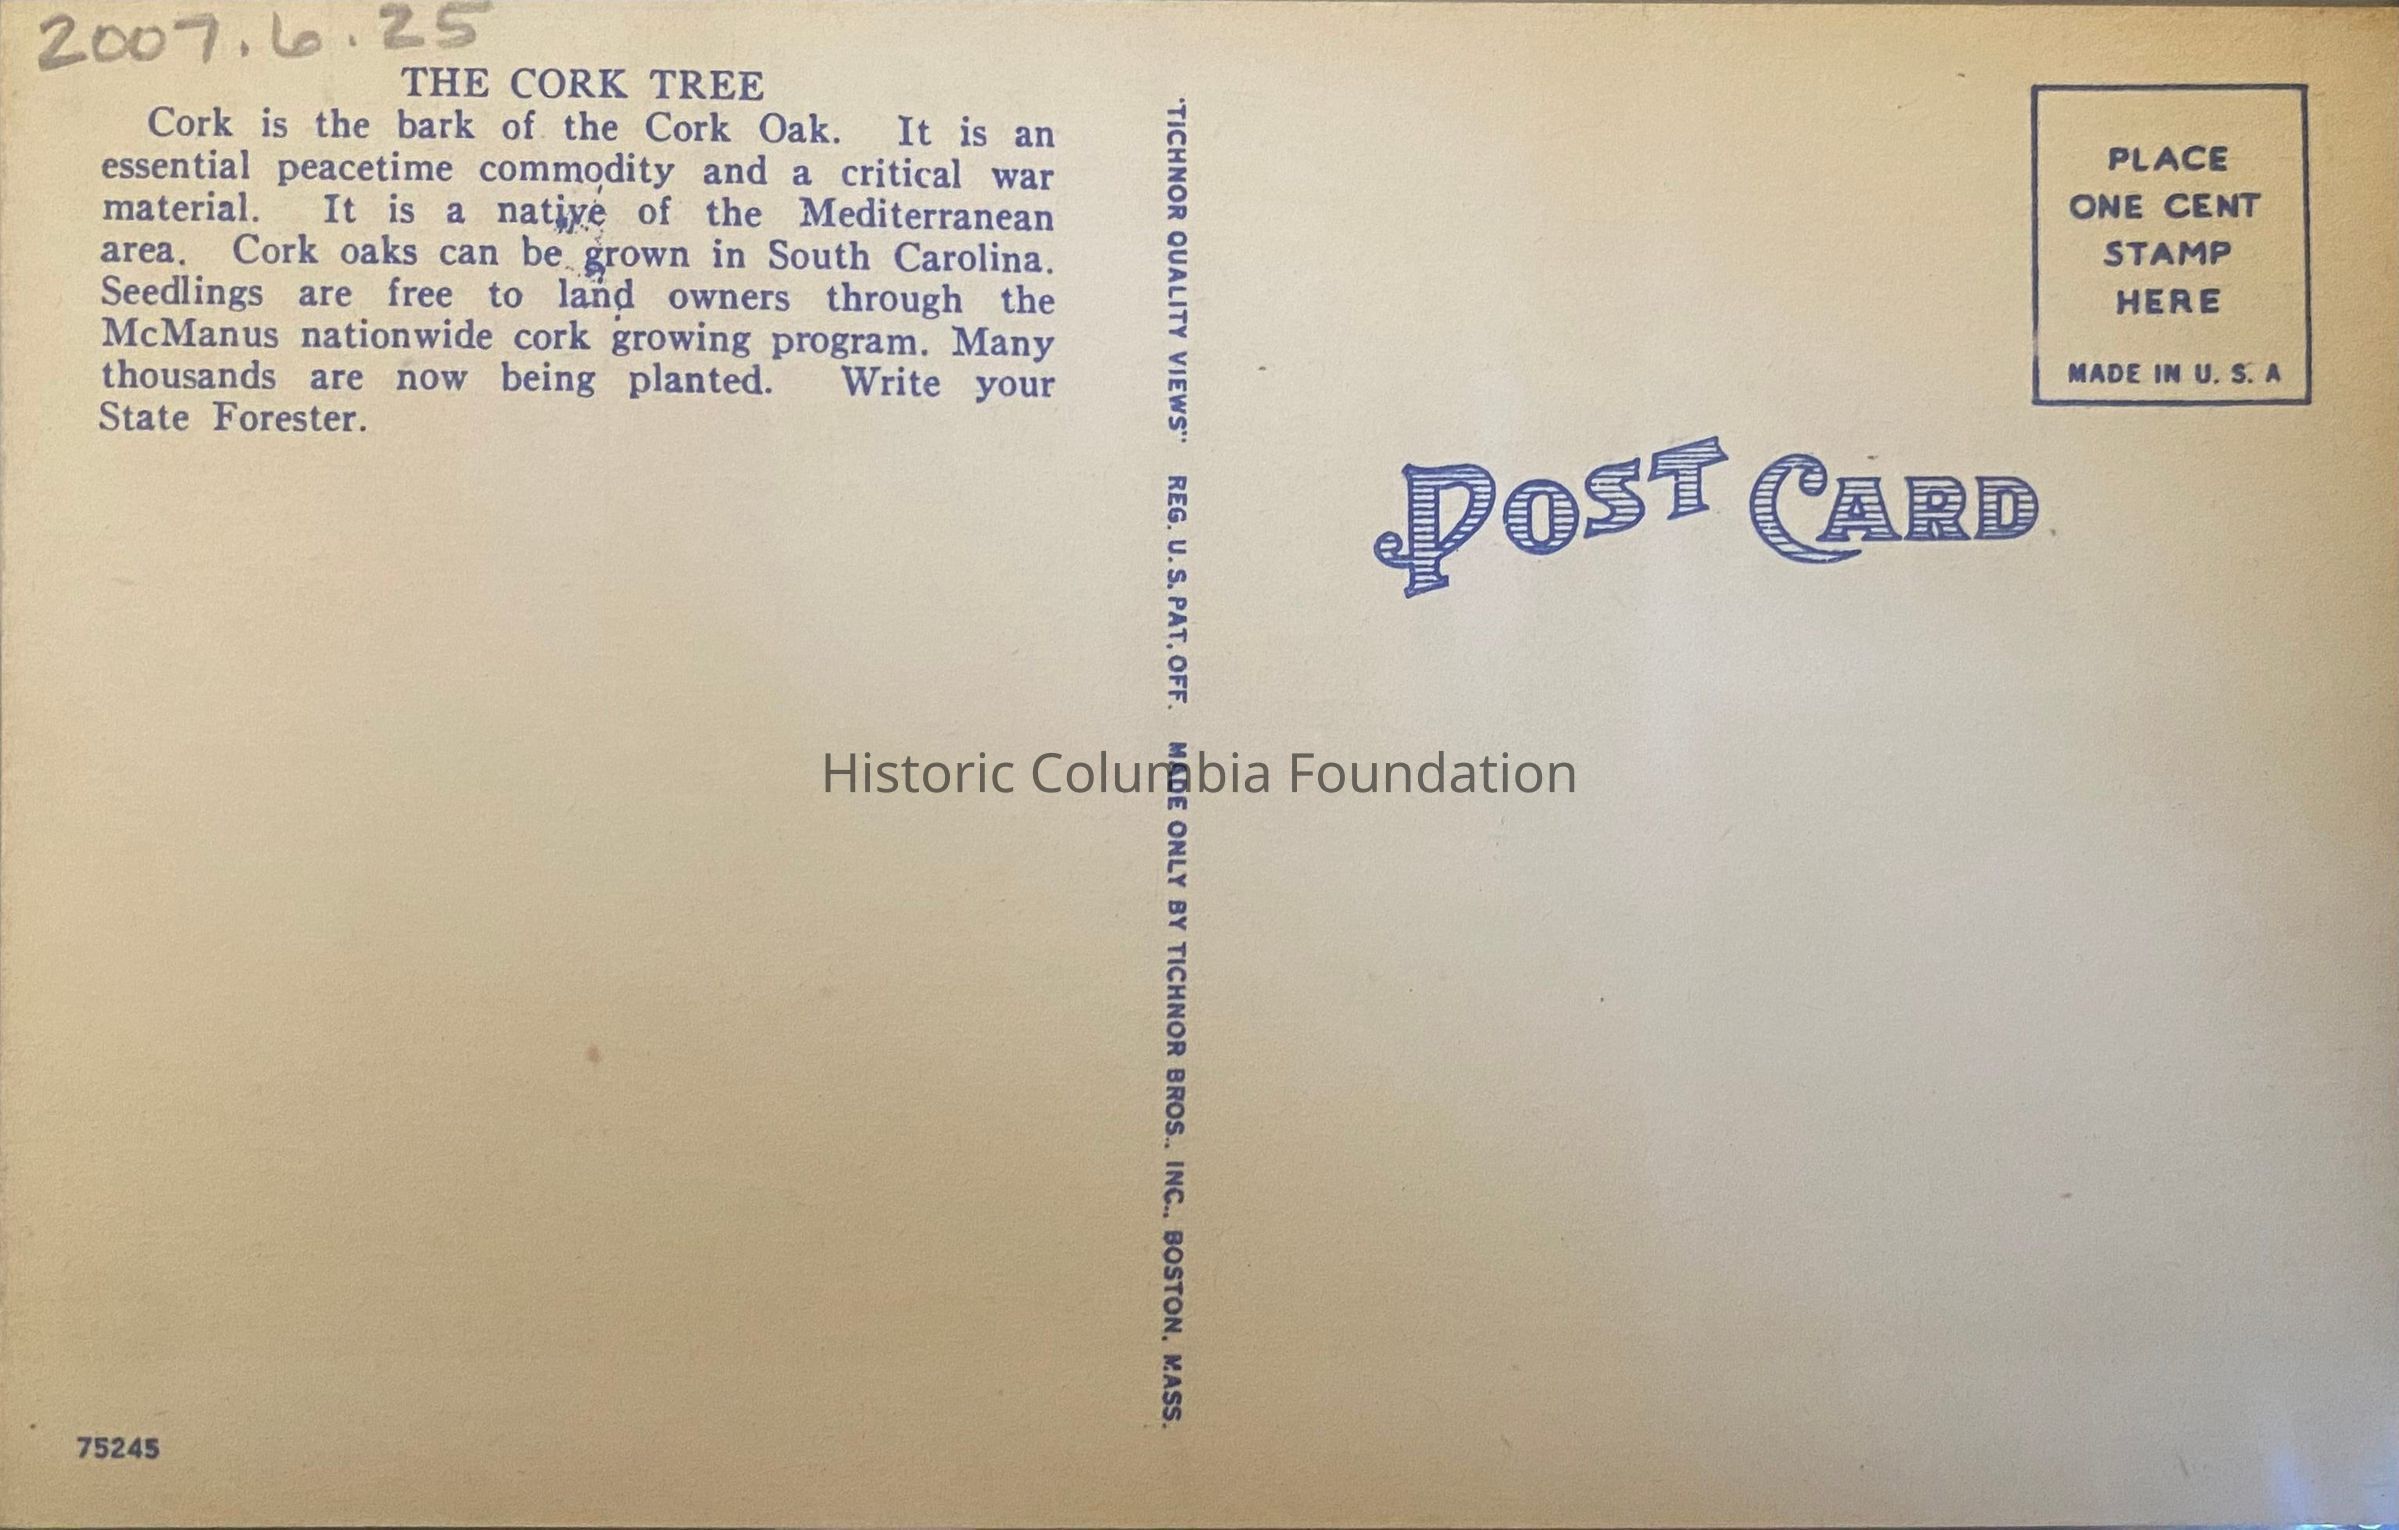 2007.6.25
THE CORK TREE
Cork is the bark of the Cork Oak. It is an
essential peacetime commodity and a critical war
material. It is a native of the Mediterranean
area. Cork oaks can be grown in South Carolina.
Seedlings are free to land owners through the
McManus nationwide cork growing program. Many
thousands are now being planted. Write your
State Forester.
75245
"TICHNOR QUALITY VIEWS" REG. U. S. PAT. OFF. MADE ONLY BY TICHNOR BROS., INC., BOSTON, MASS.
PLACE
ONE CENT
STAMP
HERE
MADE IN U. S. A
POST CARD
Historic Columbia Foundation